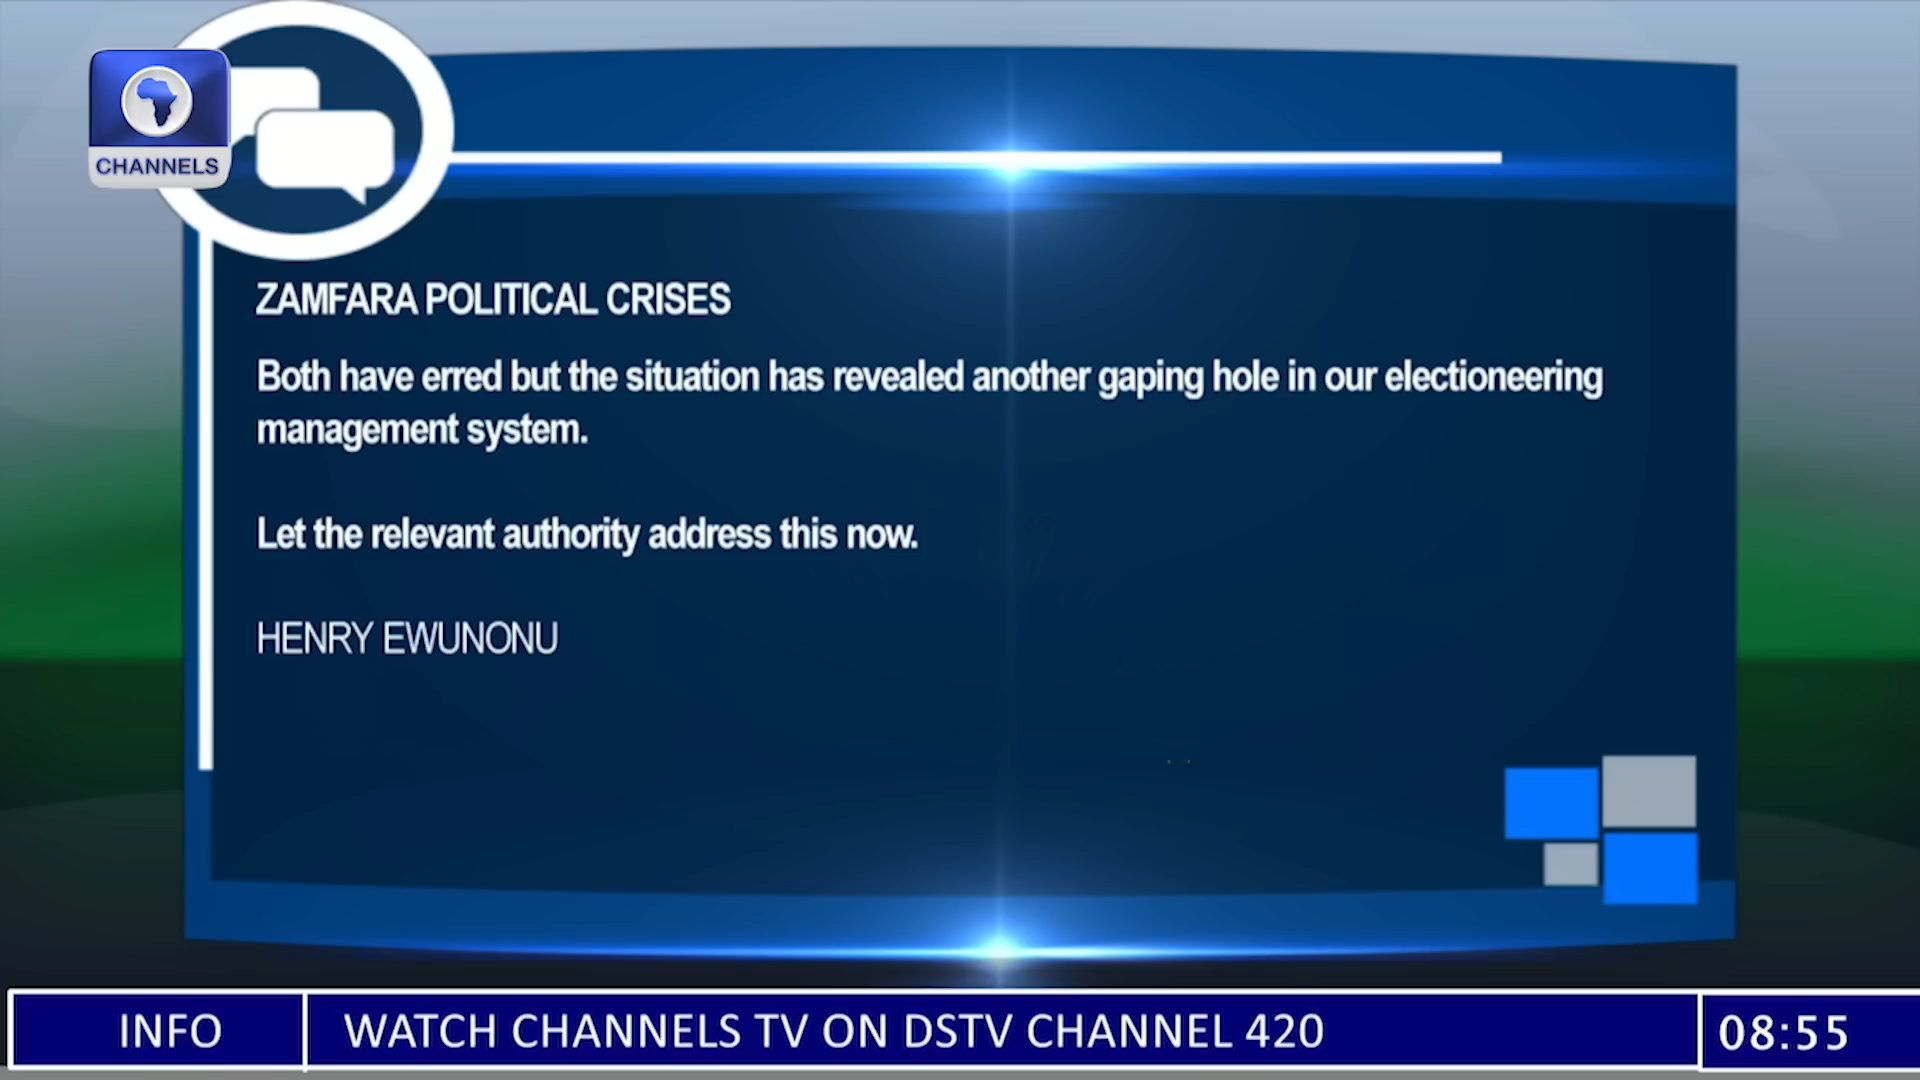 CHANNELS
ZAMFARA POLITICAL CRISES
Both have erred but the situation has revealed another gaping hole in our electioneering
management system.
Let the relevant authority address this now.
HENRY EWUNONU
INFO
WATCH CHANNELS TV ON DSTV CHANNEL 420
08:55